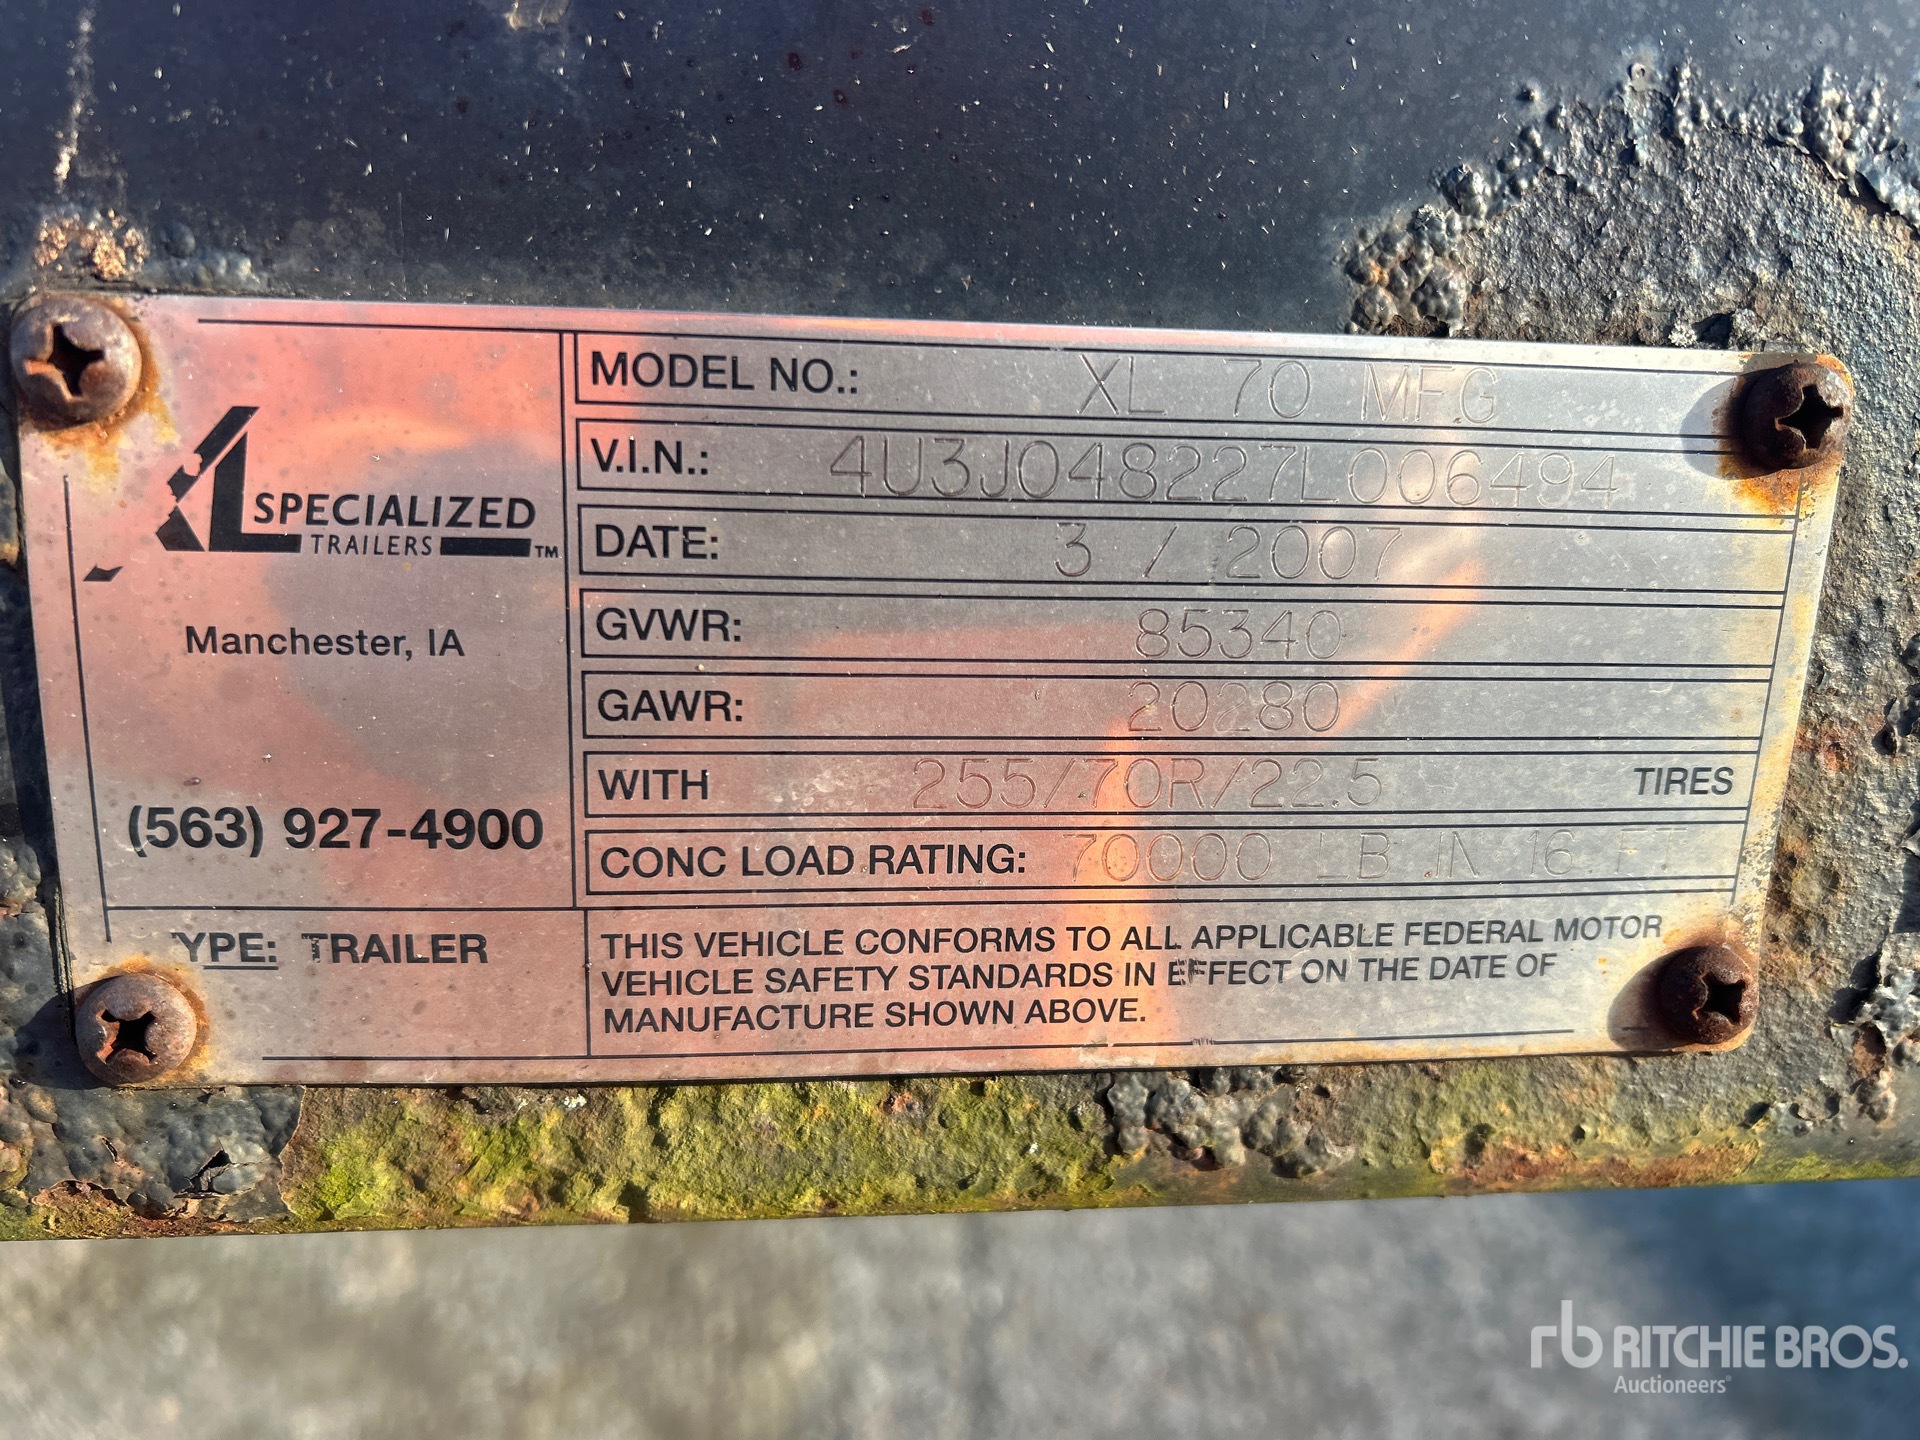 XL SPECIALIZED
TRAILERS TM
Manchester, IA
(563) 927-4900
YPE: TRAILER
MODEL NO.: XL 70 MFG
V.I.N.: 4U3J048227L006494
DATE: 3 / 2007
GVWR: 85340
GAWR: 20280
WITH 255/70R/22.5 TIRES
CONC LOAD RATING: 70000 LB IN 16 FT
THIS VEHICLE CONFORMS TO ALL APPLICABLE FEDERAL MOTOR
VEHICLE SAFETY STANDARDS IN EFFECT ON THE DATE OF
MANUFACTURE SHOWN ABOVE.
rb RITCHIE BROS.
Auctioneers